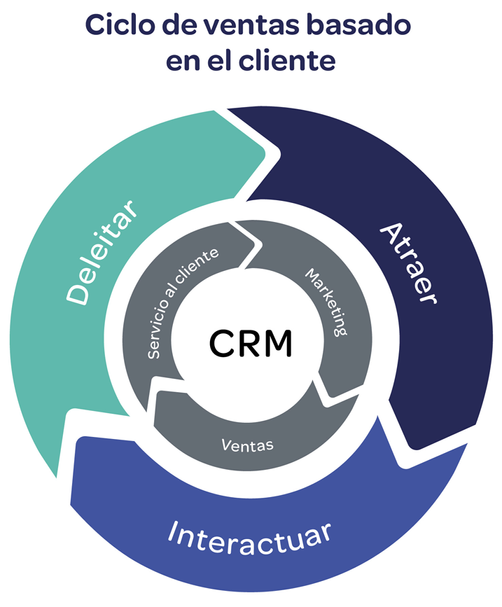 Ciclo de ventas basado
en el cliente
Deleitar
Atraer
Servicio al cliente
Marketing
CRM
Ventas
Interactuar